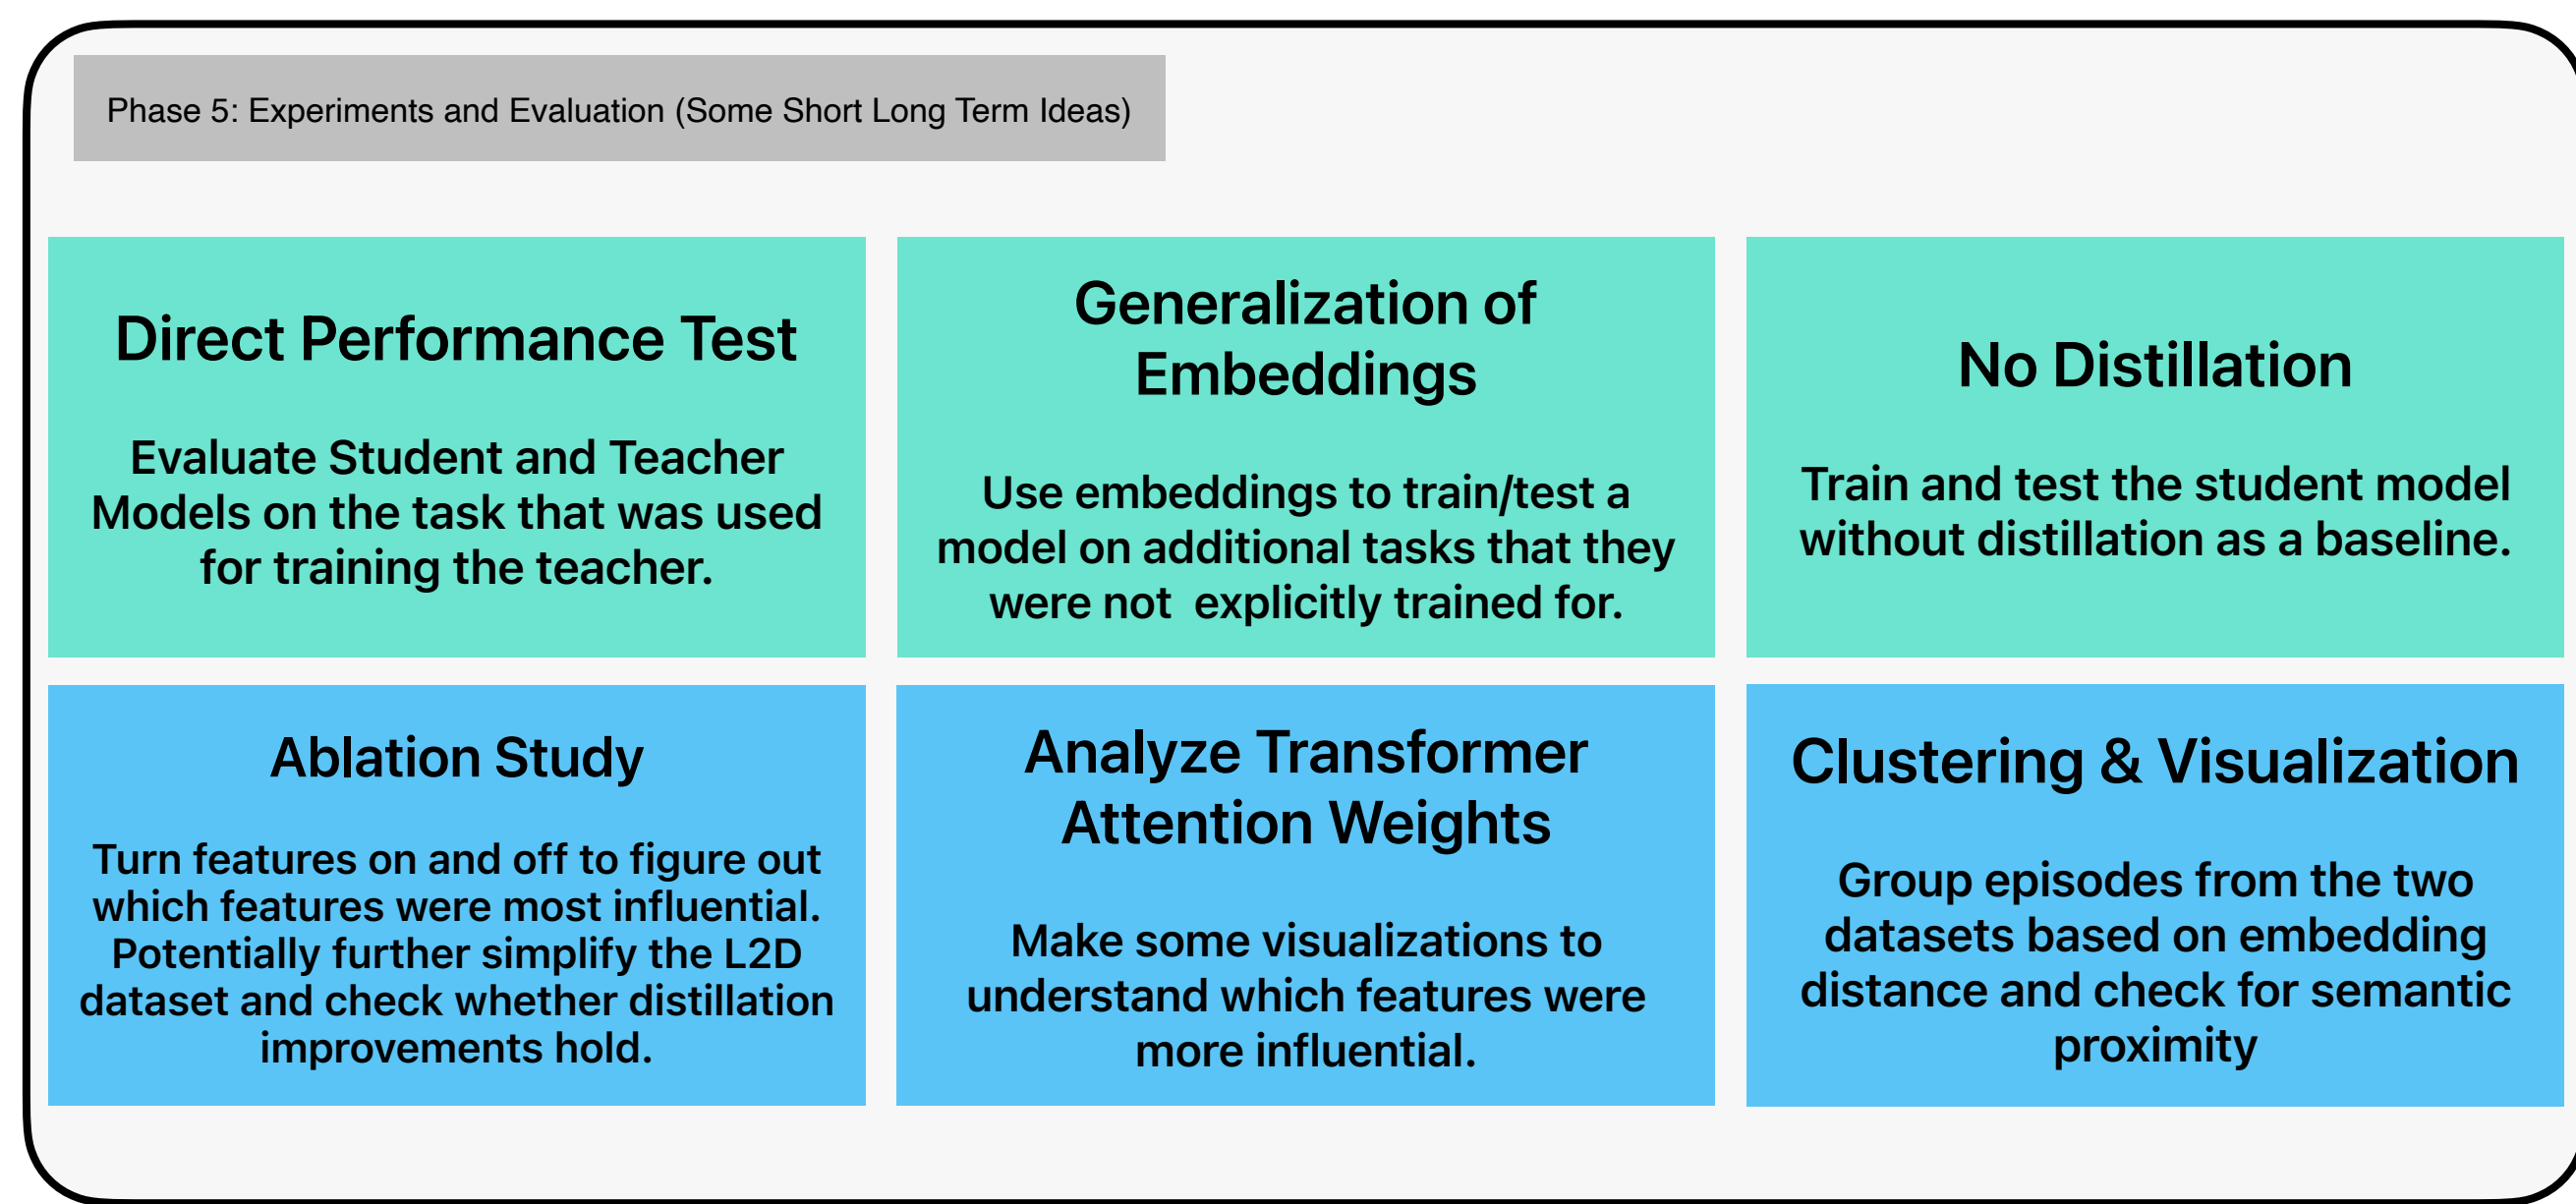 Phase 5: Experiments and Evaluation (Some Short Long Term Ideas)
Direct Performance Test
Evaluate Student and Teacher
Models on the task that was used
for training the teacher.
Generalization of
Embeddings
Use embeddings to train/test a
model on additional tasks that they
were not  explicitly trained for.
No Distillation
Train and test the student model
without distillation as a baseline.
Ablation Study
Turn features on and off to figure out
which features were most influential.
Potentially further simplify the L2D
dataset and check whether distillation
improvements hold.
Analyze Transformer
Attention Weights
Make some visualizations to
understand which features were
more influential.
Clustering & Visualization
Group episodes from the two
datasets based on embedding
distance and check for semantic
proximity